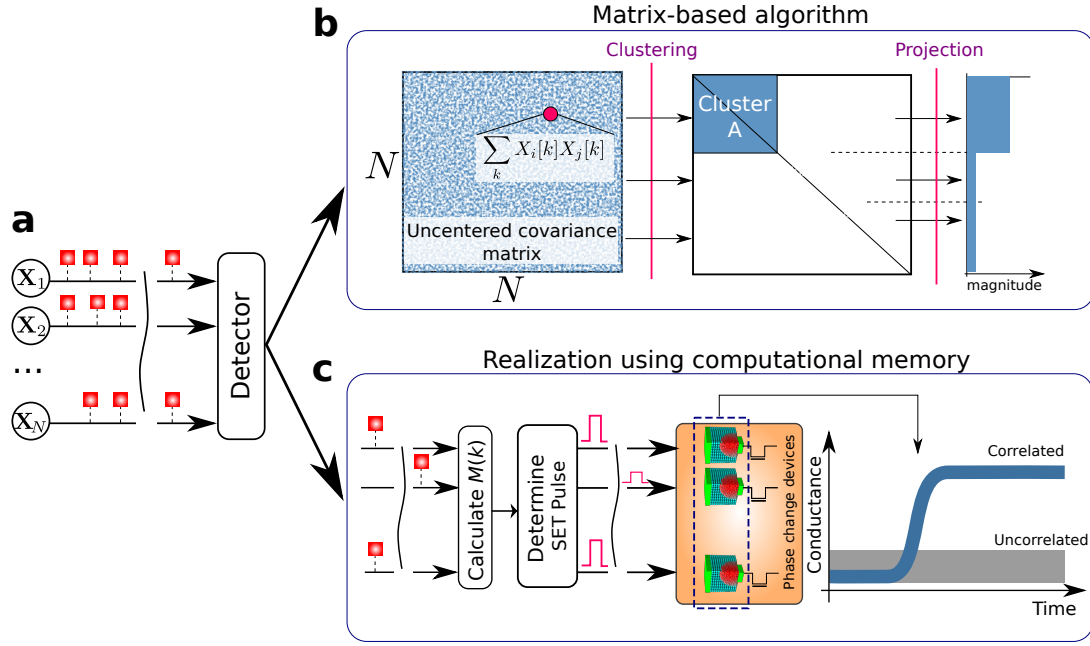 a
X₁
X₂
...
X_N
Detector
b
Matrix-based algorithm
Clustering
Projection
N
∑ₖ Xᵢ[k]Xⱼ[k]
Uncentered covariance
matrix
N
Cluster
A
magnitude
c
Realization using computational memory
Calculate M(k)
Determine
SET Pulse
Phase change devices
Conductance
Correlated
Uncorrelated
Time